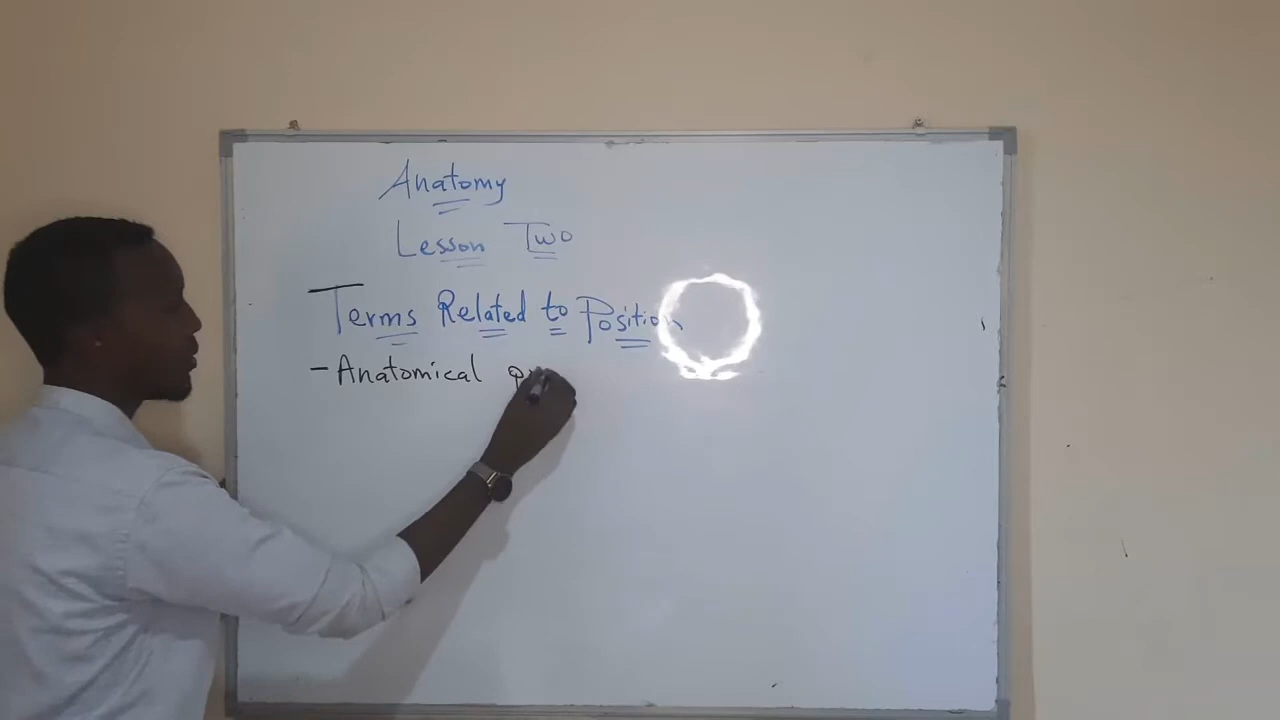 Anatomy
Lesson Two
Terms Related to Position
- Anatomical